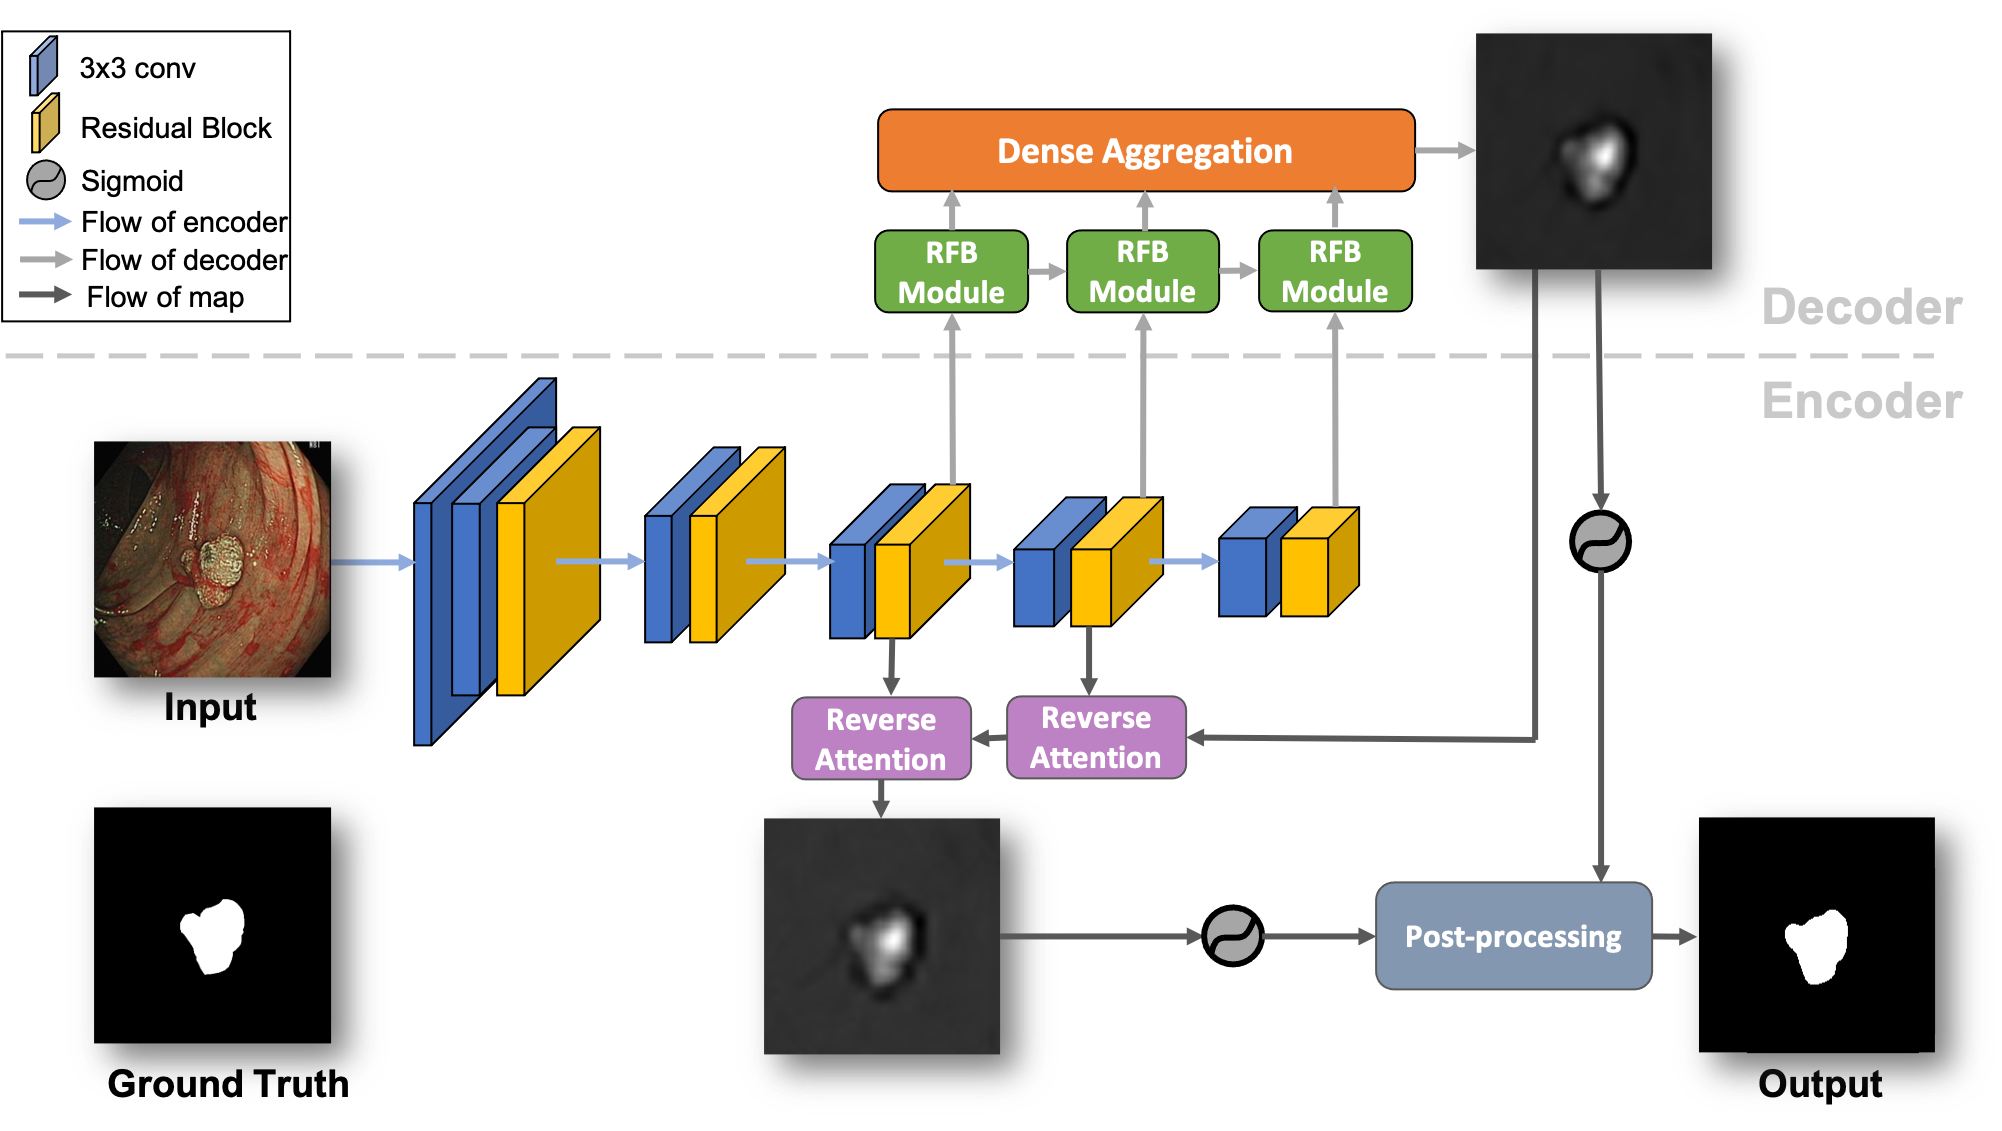 3x3 conv
Residual Block
Sigmoid
Flow of encoder
Flow of decoder
Flow of map
Dense Aggregation
RFB
Module
RFB
Module
RFB
Module
Decoder
Encoder
NBI
Input
Reverse
Attention
Reverse
Attention
Post-processing
Ground Truth
Output